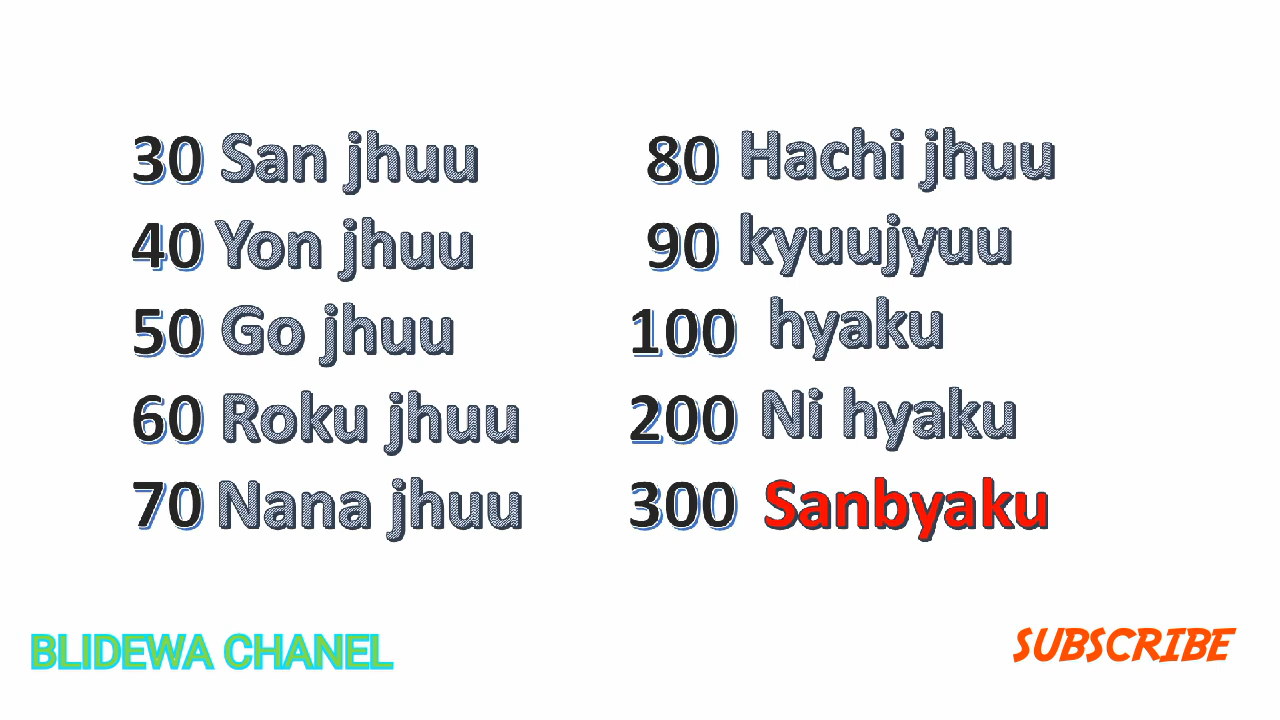 30 San jhuu
40 Yon jhuu
50 Go jhuu
60 Roku jhuu
70 Nana jhuu
80 Hachi jhuu
90 kyuujyuu
100 hyaku
200 Ni hyaku
300 Sanbyaku
BLIDEWA CHANEL
SUBSCRIBE